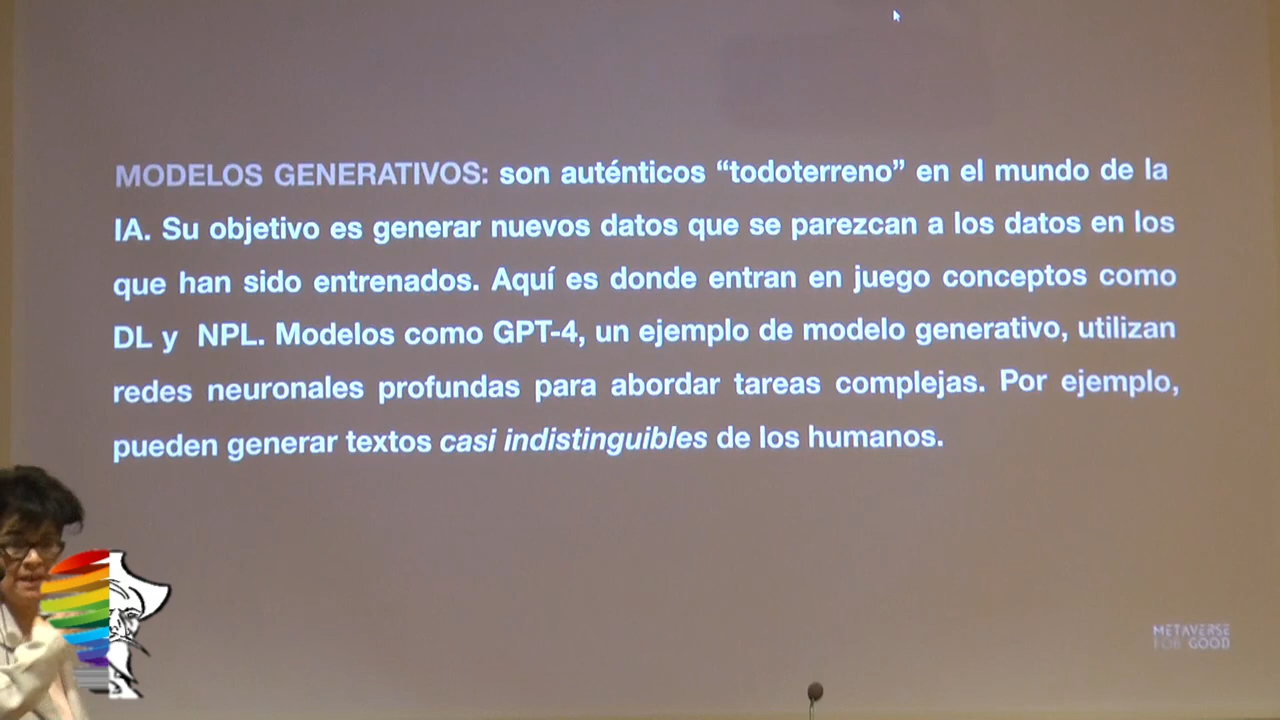 MODELOS GENERATIVOS: son auténticos “todoterreno” en el mundo de la
IA. Su objetivo es generar nuevos datos que se parezcan a los datos en los
que han sido entrenados. Aquí es donde entran en juego conceptos como
DL y NPL. Modelos como GPT-4, un ejemplo de modelo generativo, utilizan
redes neuronales profundas para abordar tareas complejas. Por ejemplo,
pueden generar textos casi indistinguibles de los humanos.
METAVERSE
FOR GOOD